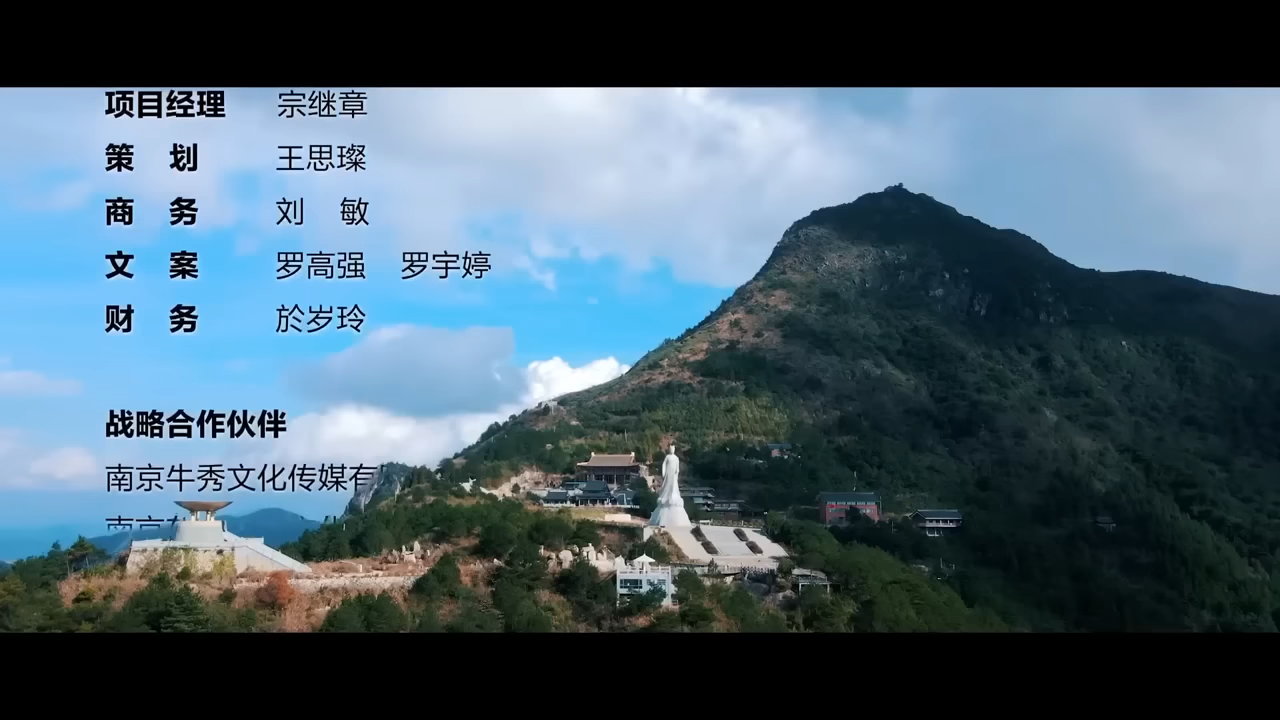 项目经理 宗继章
策 划 王思璨
商 务 刘 敏
文 案 罗高强 罗宇婷
财 务 於岁玲
战略合作伙伴
南京牛秀文化传媒有
南京